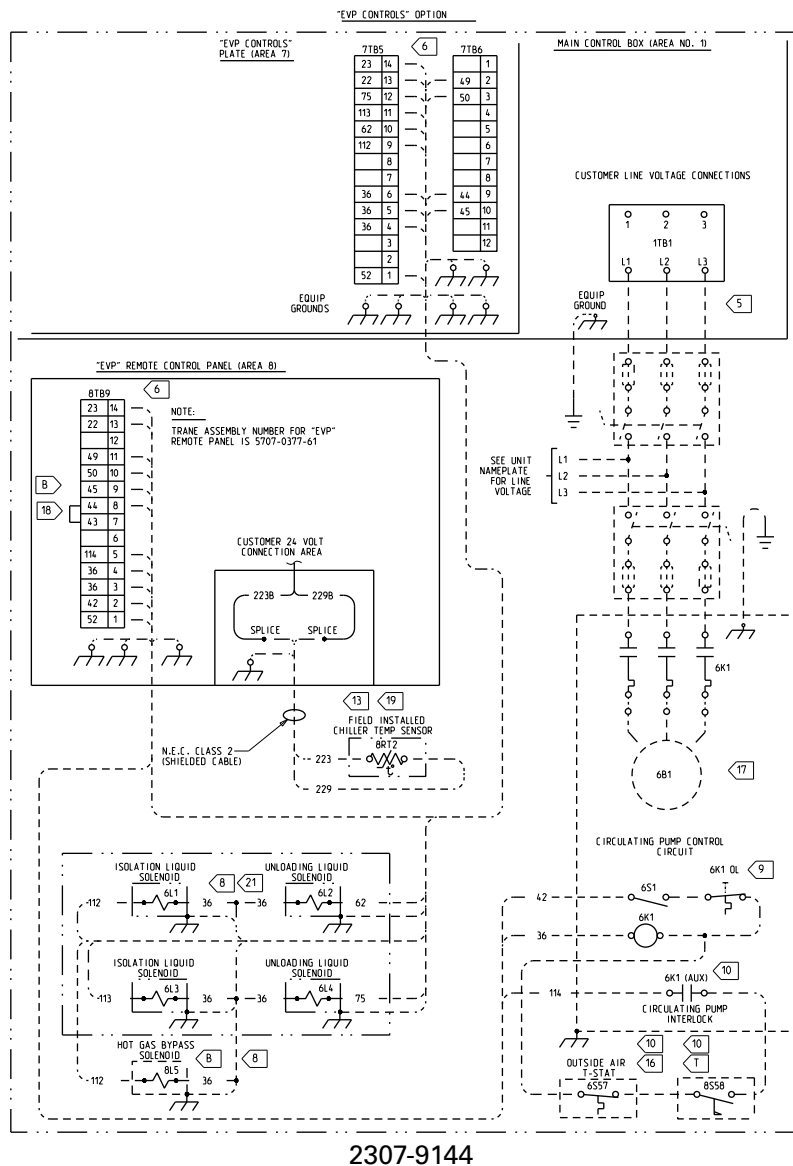 "EVP CONTROLS" OPTION
"EVP CONTROLS"
PLATE (AREA 7)
7TB5
6
7TB6
MAIN CONTROL BOX (AREA NO. 1)
23 14
22 13
75 12
113 11
62 10
112 9
8
7
36 6
36 5
36 4
3
2
52 1
1
49 2
50 3
4
5
6
7
8
44 9
45 10
11
12
EQUIP
GROUNDS
CUSTOMER LINE VOLTAGE CONNECTIONS
1 2 3
1TB1
L1 L2 L3
5
EQUIP
GROUND
"EVP" REMOTE CONTROL PANEL (AREA 8)
8TB9
6
23 14
22 13
12
49 11
50 10
45 9
44 8
43 7
6
114 5
36 4
36 3
42 2
52 1
B
18
NOTE:
TRANE ASSEMBLY NUMBER FOR "EVP"
REMOTE PANEL IS 5707-0377-61
SEE UNIT
NAMEPLATE
FOR LINE
VOLTAGE
L1
L2
L3
CUSTOMER 24 VOLT
CONNECTION AREA
223B 229B
SPLICE SPLICE
6K1
13 19
FIELD INSTALLED
CHILLER TEMP SENSOR
8RT2
t°
N.E.C. CLASS 2
(SHIELDED CABLE)
223
229
6B1
17
CIRCULATING PUMP CONTROL
CIRCUIT
ISOLATION LIQUID
SOLENOID
6L1
112 36
8 21
36
UNLOADING LIQUID
SOLENOID
6L2
62
42
6S1
6K1 OL
9
36
6K1
ISOLATION LIQUID
SOLENOID
6L3
113 36
36
UNLOADING LIQUID
SOLENOID
6L4
75
114
6K1 (AUX)
10
CIRCULATING PUMP
INTERLOCK
HOT GAS BYPASS
SOLENOID
8L5
112 36
B 8
10 10
OUTSIDE AIR
T-STAT
16 T
6S57
8S58
2307-9144